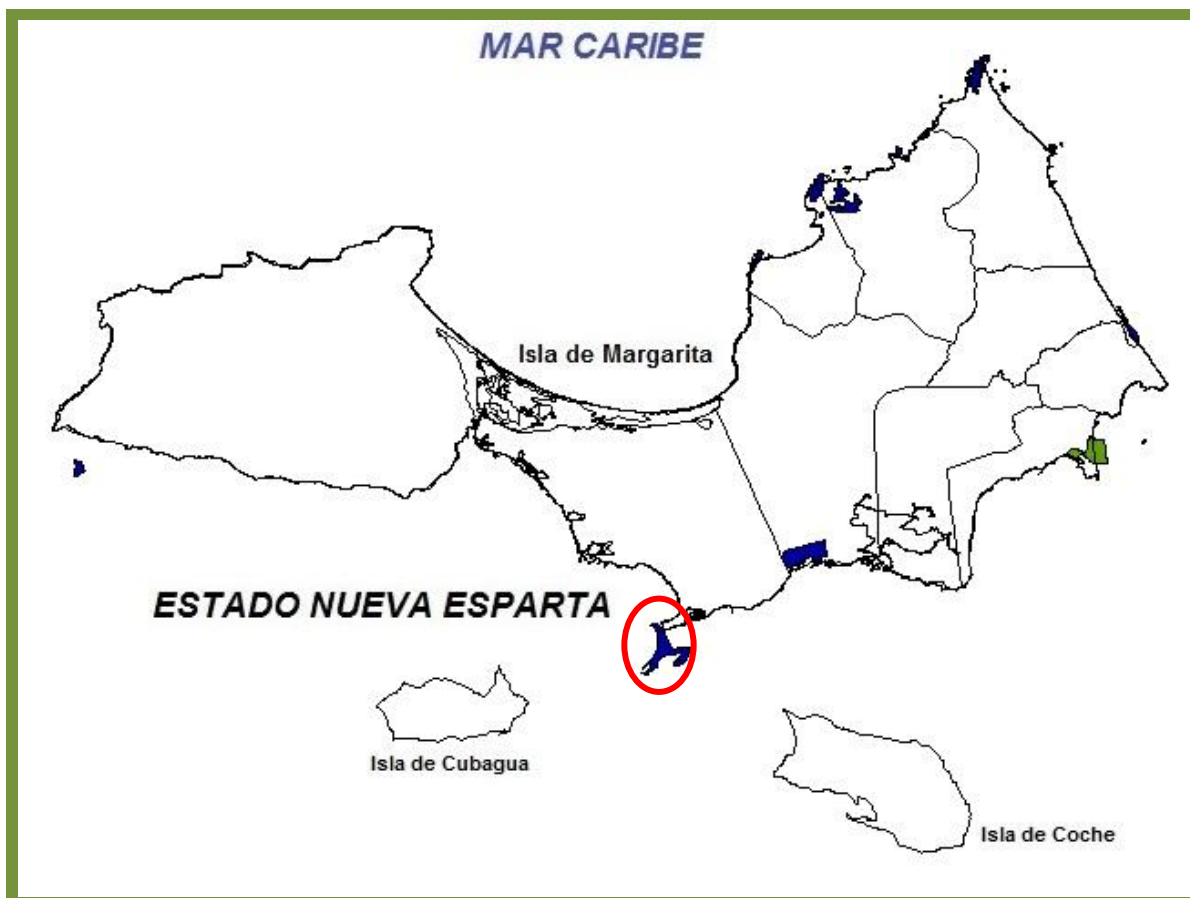 MAR CARIBE
Isla de Margarita
ESTADO NUEVA ESPARTA
Isla de Cubagua
Isla de Coche